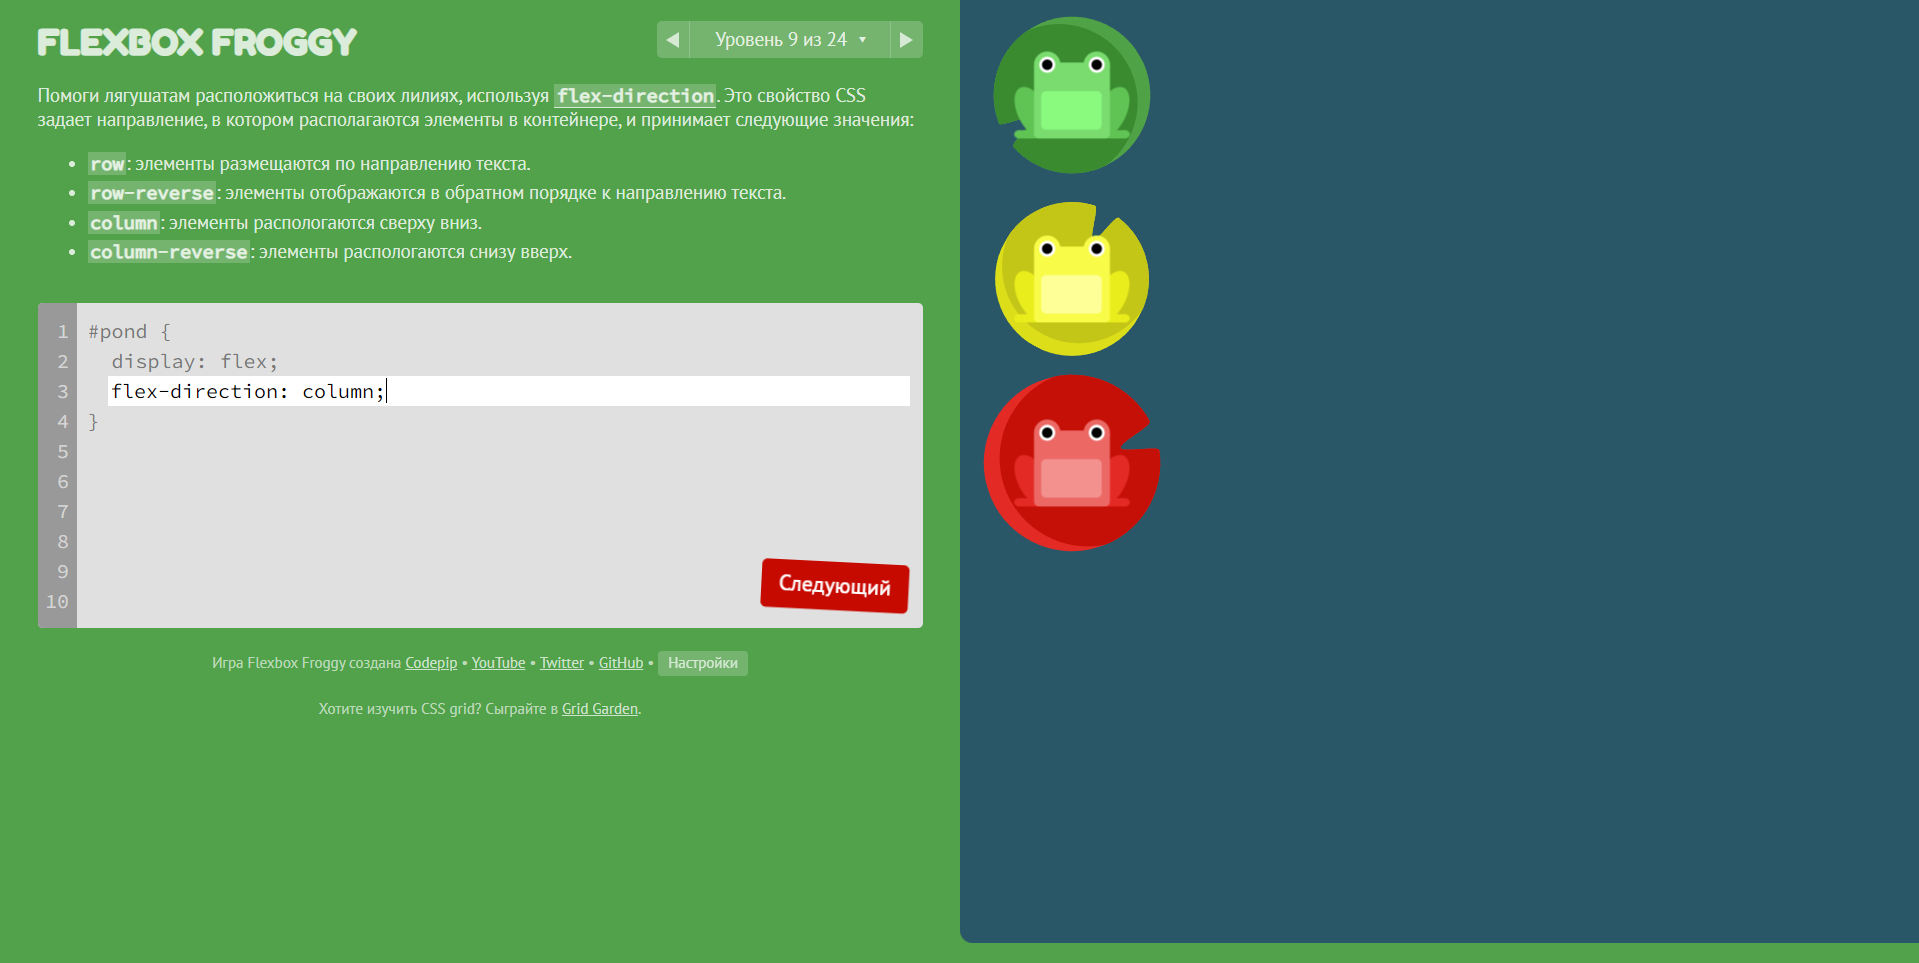 FLEXBOX FROGGY
Уровень 9 из 24
Помоги лягушатам расположиться на своих лилиях, используя flex-direction. Это свойство CSS
задает направление, в котором располагаются элементы в контейнере, и принимает следующие значения:
• row: элементы размещаются по направлению текста.
• row-reverse: элементы отображаются в обратном порядке к направлению текста.
• column: элементы распологаются сверху вниз.
• column-reverse: элементы распологаются снизу вверх.
1 #pond {
2 display: flex;
3 flex-direction: column;
4 }
5
6
7
8
9
10
Следующий
Игра Flexbox Froggy создана Codepip • YouTube • Twitter • GitHub • Настройки
Хотите изучить CSS grid? Сыграйте в Grid Garden.